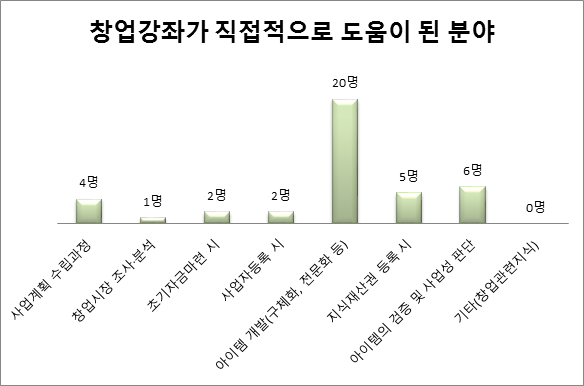 창업강좌가 직접적으로 도움이 된 분야
4명
1명
2명
2명
20명
5명
6명
0명
사업계획 수립과정
창업시장 조사·분석
초기자금마련 시
사업자등록 시
아이템 개발(구체화, 전문화 등)
지식재산권 등록 시
아이템의 검증 및 사업성 판단
기타(창업관련지식)